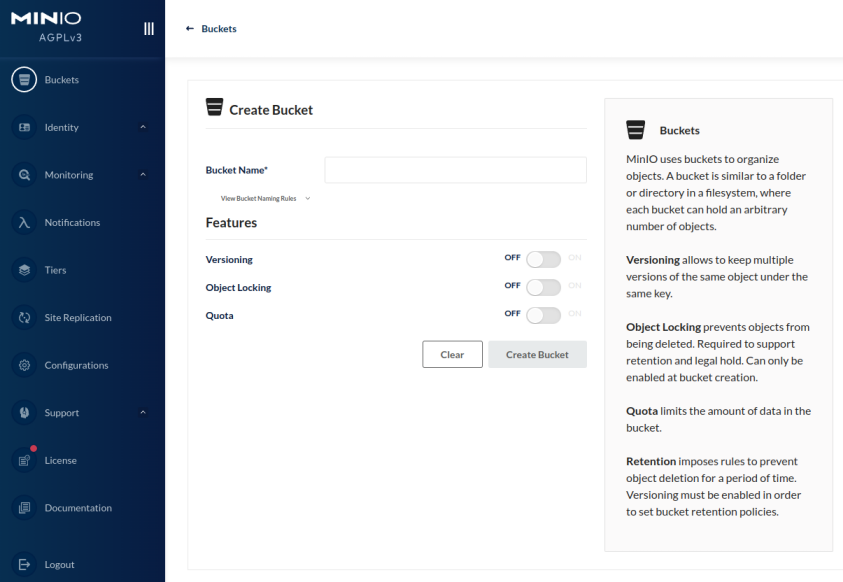 MINIO
AGPLv3
Buckets
Identity
Monitoring
Notifications
Tiers
Site Replication
Configurations
Support
License
Documentation
Logout
← Buckets
Create Bucket
Bucket Name*
View Bucket Naming Rules
Features
Versioning OFF ON
Object Locking OFF ON
Quota OFF ON
Clear Create Bucket
Buckets
MinIO uses buckets to organize
objects. A bucket is similar to a folder
or directory in a filesystem, where
each bucket can hold an arbitrary
number of objects.
Versioning allows to keep multiple
versions of the same object under the
same key.
Object Locking prevents objects from
being deleted. Required to support
retention and legal hold. Can only be
enabled at bucket creation.
Quota limits the amount of data in the
bucket.
Retention imposes rules to prevent
object deletion for a period of time.
Versioning must be enabled in order
to set bucket retention policies.